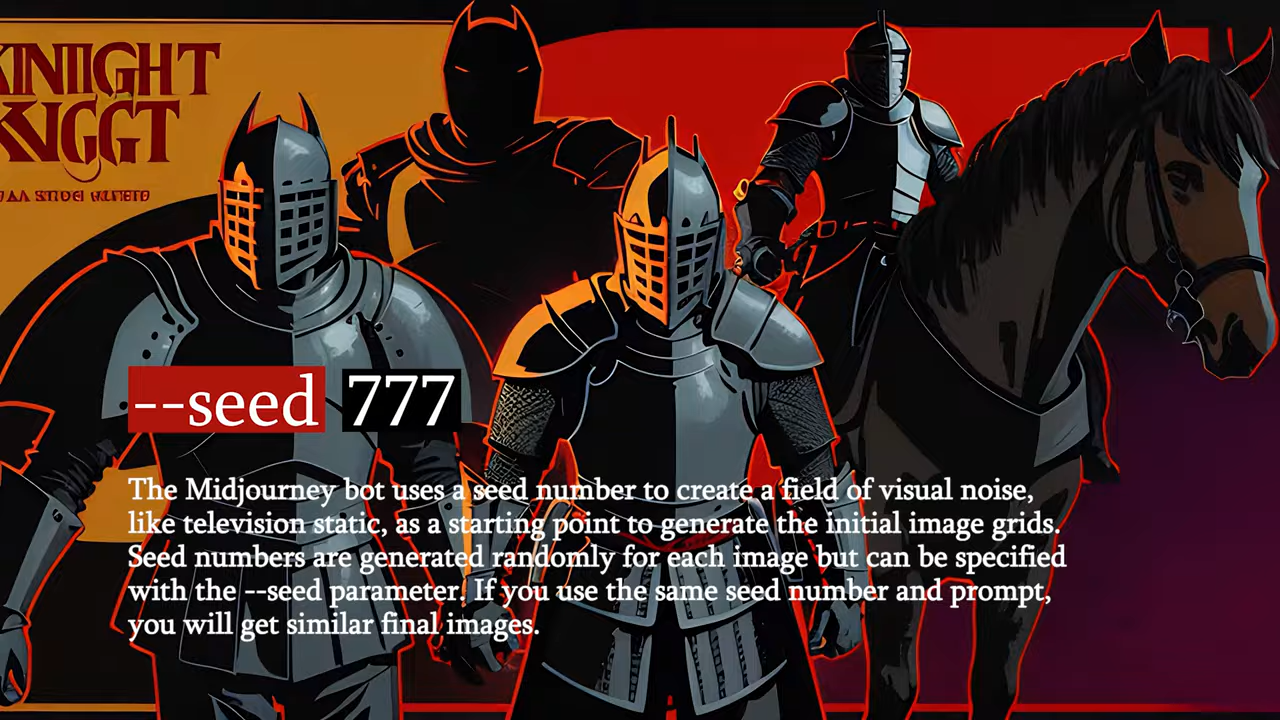 KNIGHT
KVGGT
--seed 777
The Midjourney bot uses a seed number to create a field of visual noise,
like television static, as a starting point to generate the initial image grids.
Seed numbers are generated randomly for each image but can be specified
with the --seed parameter. If you use the same seed number and prompt,
you will get similar final images.